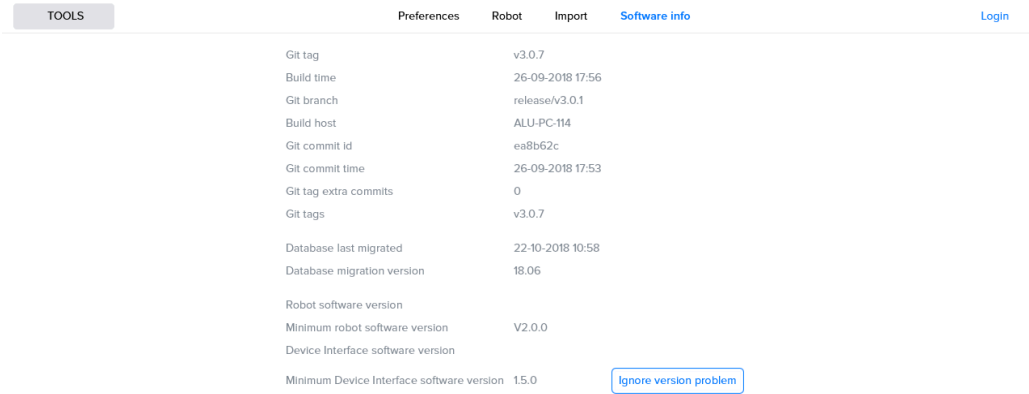 TOOLS Preferences Robot Import Software info Login
Git tag v3.0.7
Build time 26-09-2018 17:56
Git branch release/v3.0.1
Build host ALU-PC-114
Git commit id ea8b62c
Git commit time 26-09-2018 17:53
Git tag extra commits 0
Git tags v3.0.7
Database last migrated 22-10-2018 10:58
Database migration version 18.06
Robot software version
Minimum robot software version V2.0.0
Device Interface software version
Minimum Device Interface software version 1.5.0 Ignore version problem